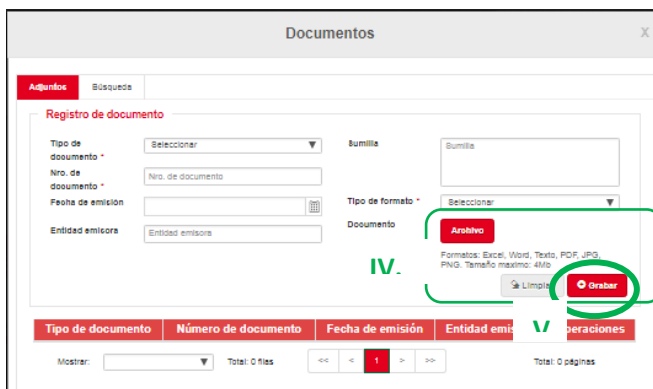 Documentos X
Adjuntos Búsqueda
Registro de documento
Tipo de documento * Seleccionar ▼
Nro. de documento * Nro. de documento
Fecha de emisión
Entidad emisora Entidad emisora
Sumilla Sumilla
Tipo de formato * Seleccionar ▼
Documento Archivo
Formatos: Excel, Word, Texto, PDF, JPG,
PNG. Tamaño maximo: 4Mb
IV.
Limpiar Grabar
V
Tipo de documento Número de documento Fecha de emisión Entidad emis peraciones
Mostrar: ▼ Total: 0 filas << < 1 > >> Total: 0 páginas